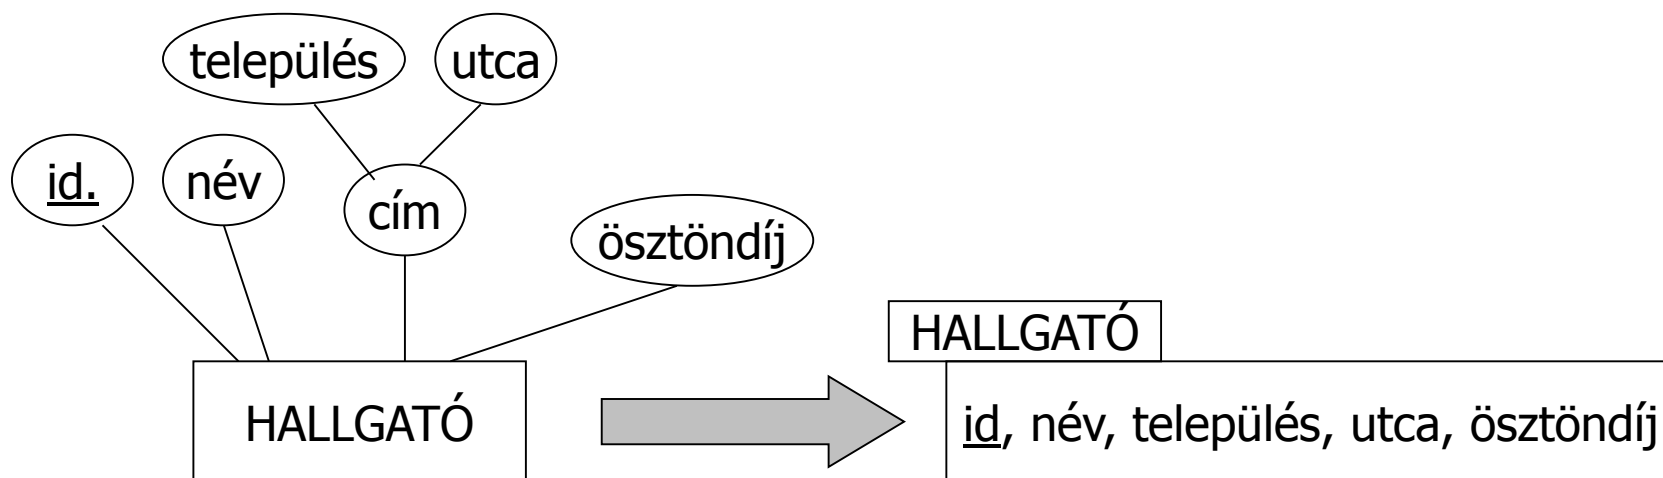 település
utca
id.
név
cím
ösztöndíj
HALLGATÓ
HALLGATÓ
id, név, település, utca, ösztöndíj